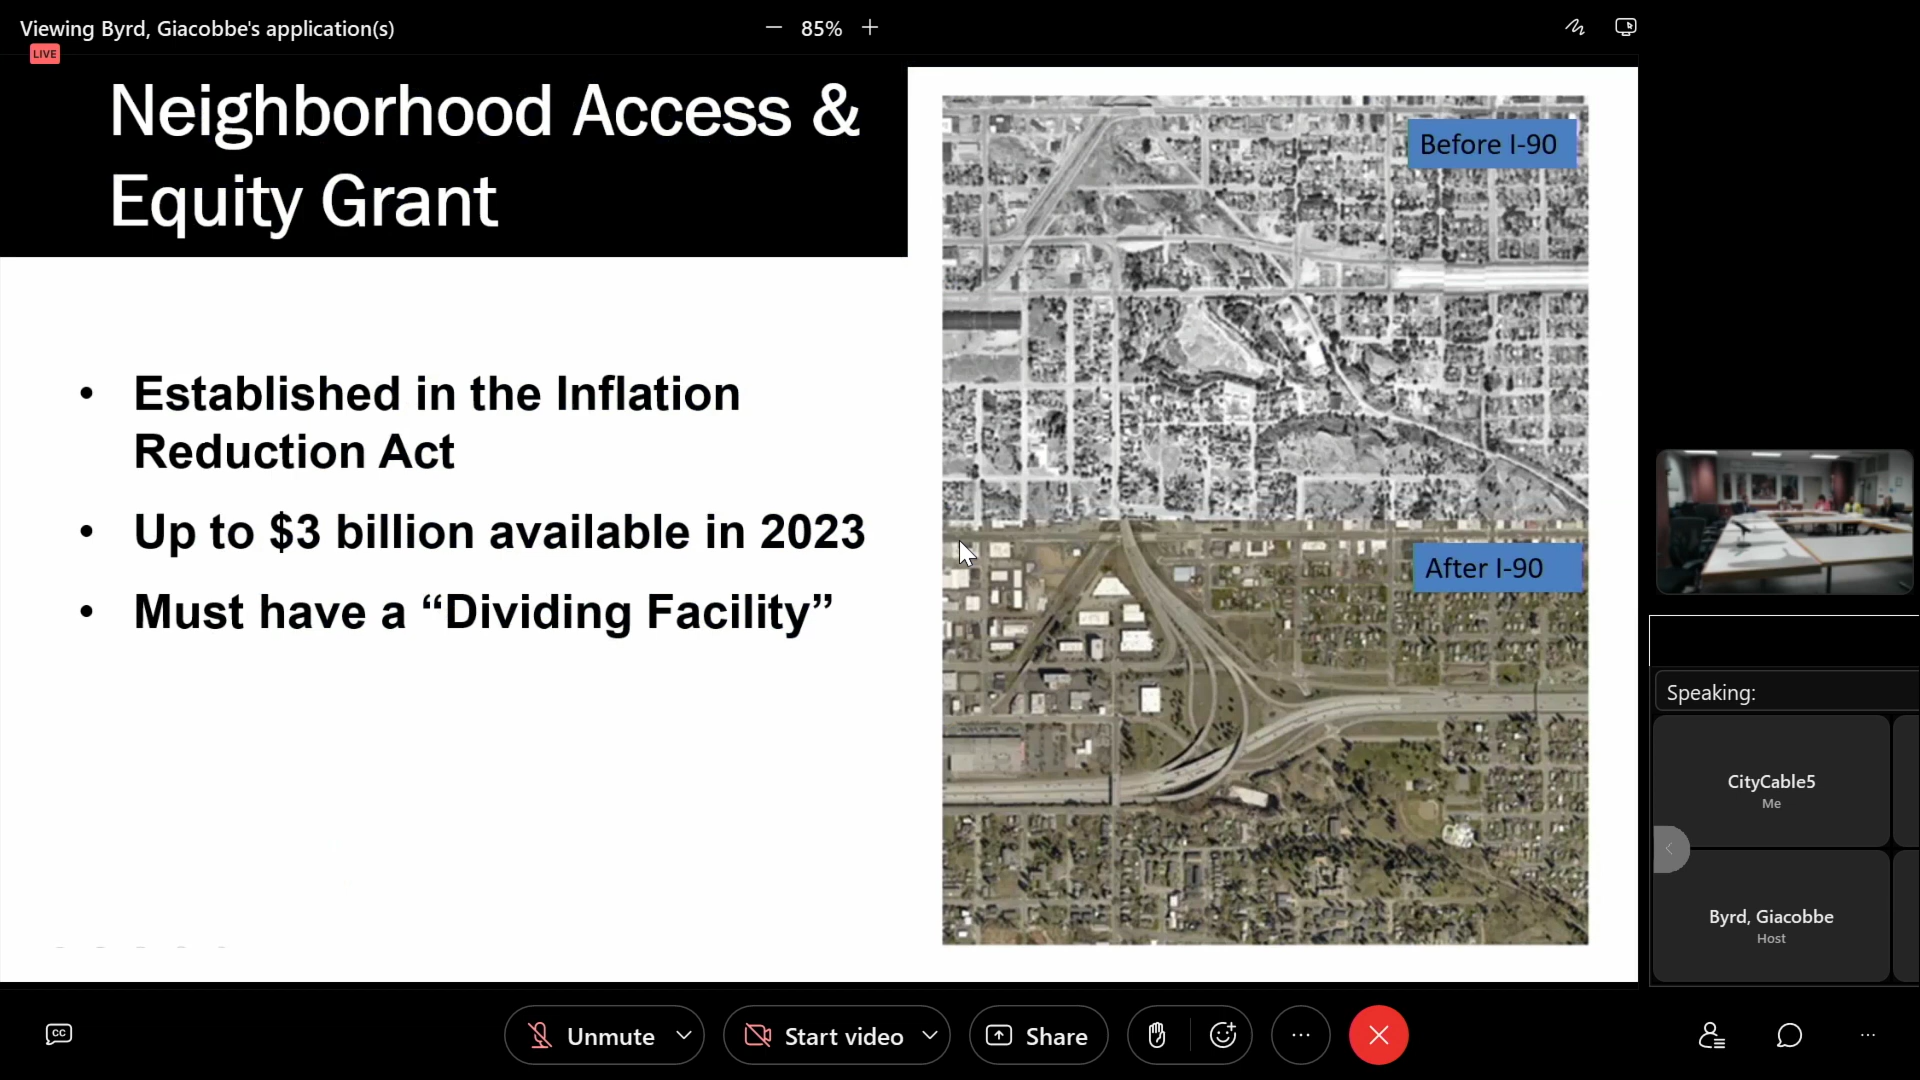 Viewing Byrd, Giacobbe's application(s)
85%
LIVE
Neighborhood Access &
Equity Grant
• Established in the Inflation
Reduction Act
• Up to $3 billion available in 2023
• Must have a “Dividing Facility”
Before I-90
After I-90
Speaking:
CityCable5
Me
Byrd, Giacobbe
Host
CC
Unmute
Start video
Share